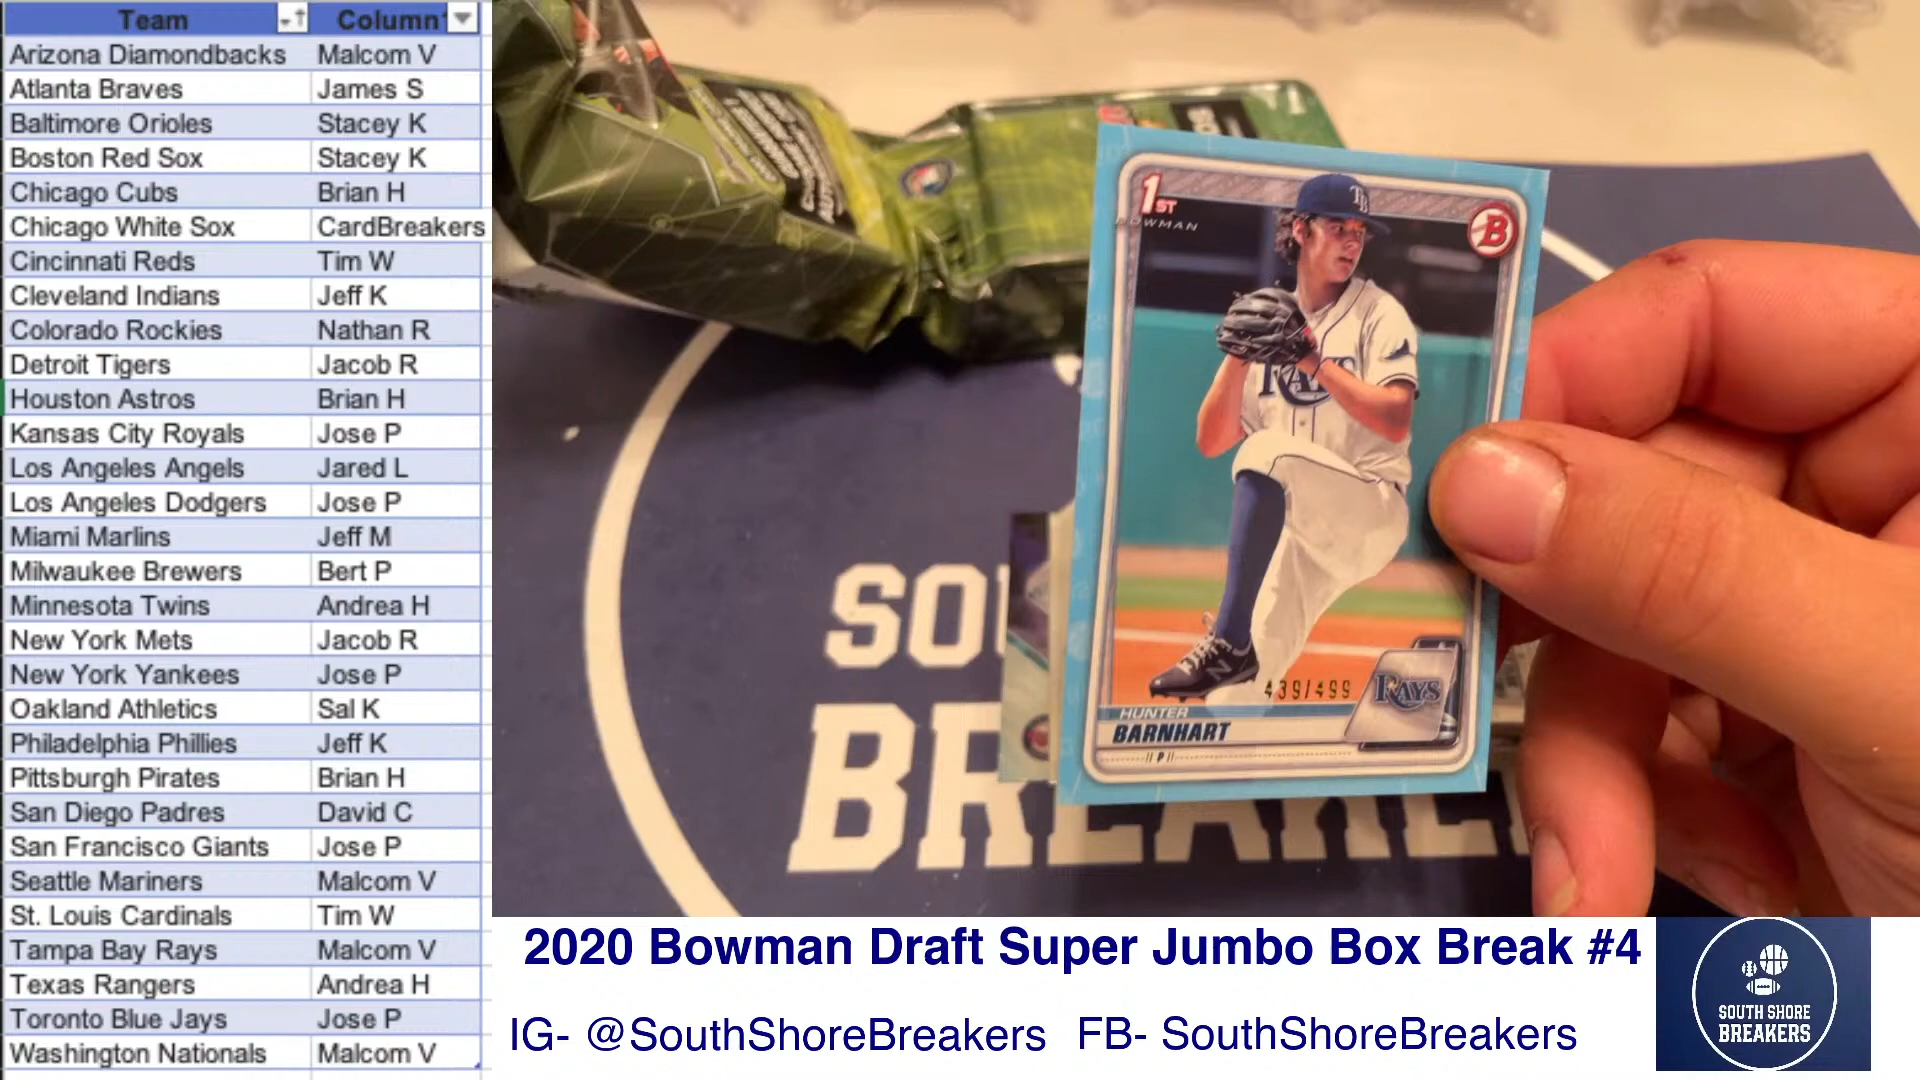 Team Column
Arizona Diamondbacks Malcom V
Atlanta Braves James S
Baltimore Orioles Stacey K
Boston Red Sox Stacey K
Chicago Cubs Brian H
Chicago White Sox CardBreakers
Cincinnati Reds Tim W
Cleveland Indians Jeff K
Colorado Rockies Nathan R
Detroit Tigers Jacob R
Houston Astros Brian H
Kansas City Royals Jose P
Los Angeles Angels Jared L
Los Angeles Dodgers Jose P
Miami Marlins Jeff M
Milwaukee Brewers Bert P
Minnesota Twins Andrea H
New York Mets Jacob R
New York Yankees Jose P
Oakland Athletics Sal K
Philadelphia Phillies Jeff K
Pittsburgh Pirates Brian H
San Diego Padres David C
San Francisco Giants Jose P
Seattle Mariners Malcom V
St. Louis Cardinals Tim W
Tampa Bay Rays Malcom V
Texas Rangers Andrea H
Toronto Blue Jays Jose P
Washington Nationals Malcom V
1ST
BOWMAN
B
TB
RAYS
439/499
RAYS
HUNTER
BARNHART
P
SOU
BREAKE
2020 Bowman Draft Super Jumbo Box Break #4
IG- @SouthShoreBreakers FB- SouthShoreBreakers
SOUTH SHORE
BREAKERS